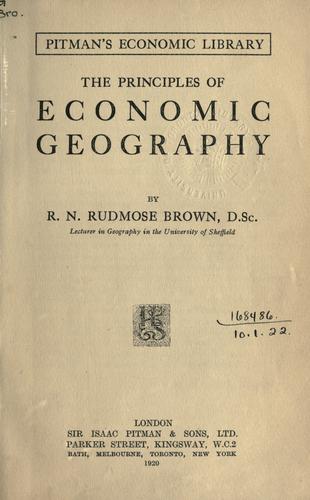 Bro.
PITMAN'S ECONOMIC LIBRARY
THE PRINCIPLES OF
ECONOMIC
GEOGRAPHY
BY
R. N. RUDMOSE BROWN, D.Sc.
Lecturer in Geography in the University of Sheffield
168486.
10.1.22.
LONDON
SIR ISAAC PITMAN & SONS, LTD.
PARKER STREET, KINGSWAY, W.C.2
BATH, MELBOURNE, TORONTO, NEW YORK
1920